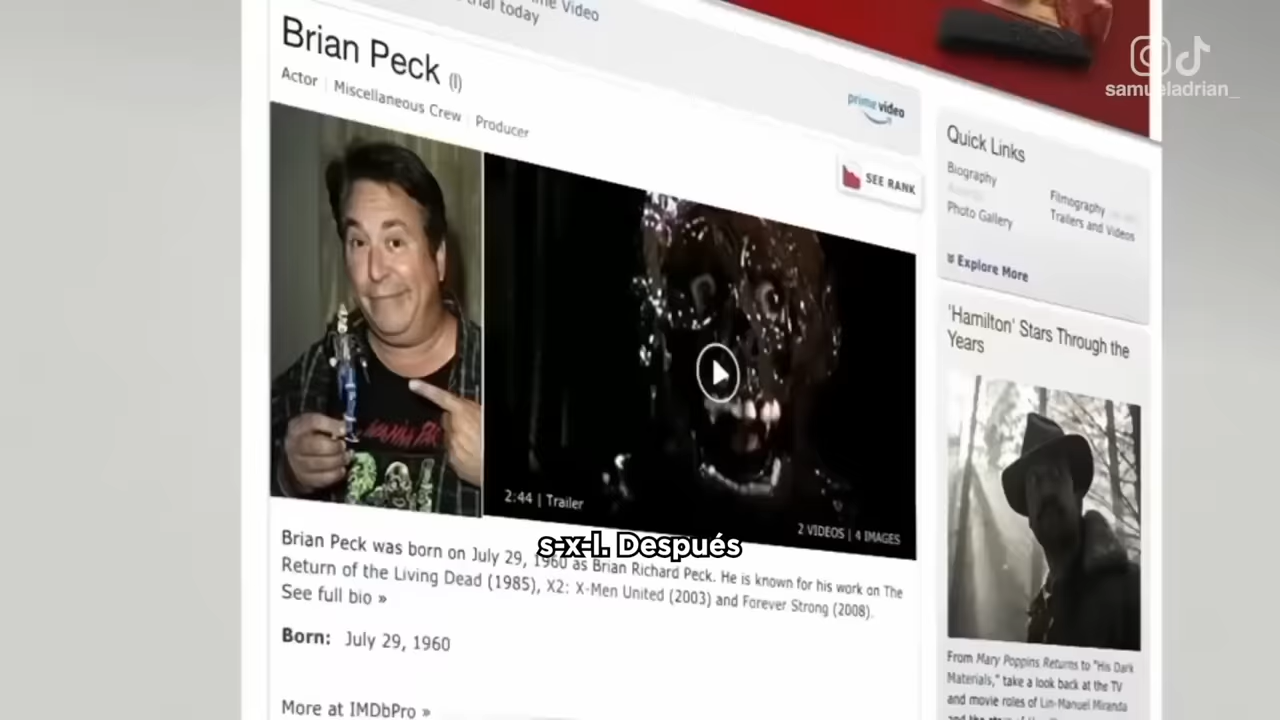 me Video
trial today
Brian Peck (I)
Actor | Miscellaneous Crew | Producer
prime video
SEE RANK
2:44 | Trailer
2 VIDEOS | 4 IMAGES
s-x-l. Después
Brian Peck was born on July 29, 1960 as Brian Richard Peck. He is known for his work on The
Return of the Living Dead (1985), X2: X-Men United (2003) and Forever Strong (2008).
See full bio »
Born: July 29, 1960
More at IMDbPro »
samueladrian_
Quick Links
Biography
Photo Gallery
Filmography
Trailers and Videos
Explore More
'Hamilton' Stars Through the
Years
From Mary Poppins Returns to "His Dark
Materials," take a look back at the TV
and movie roles of Lin-Manuel Miranda